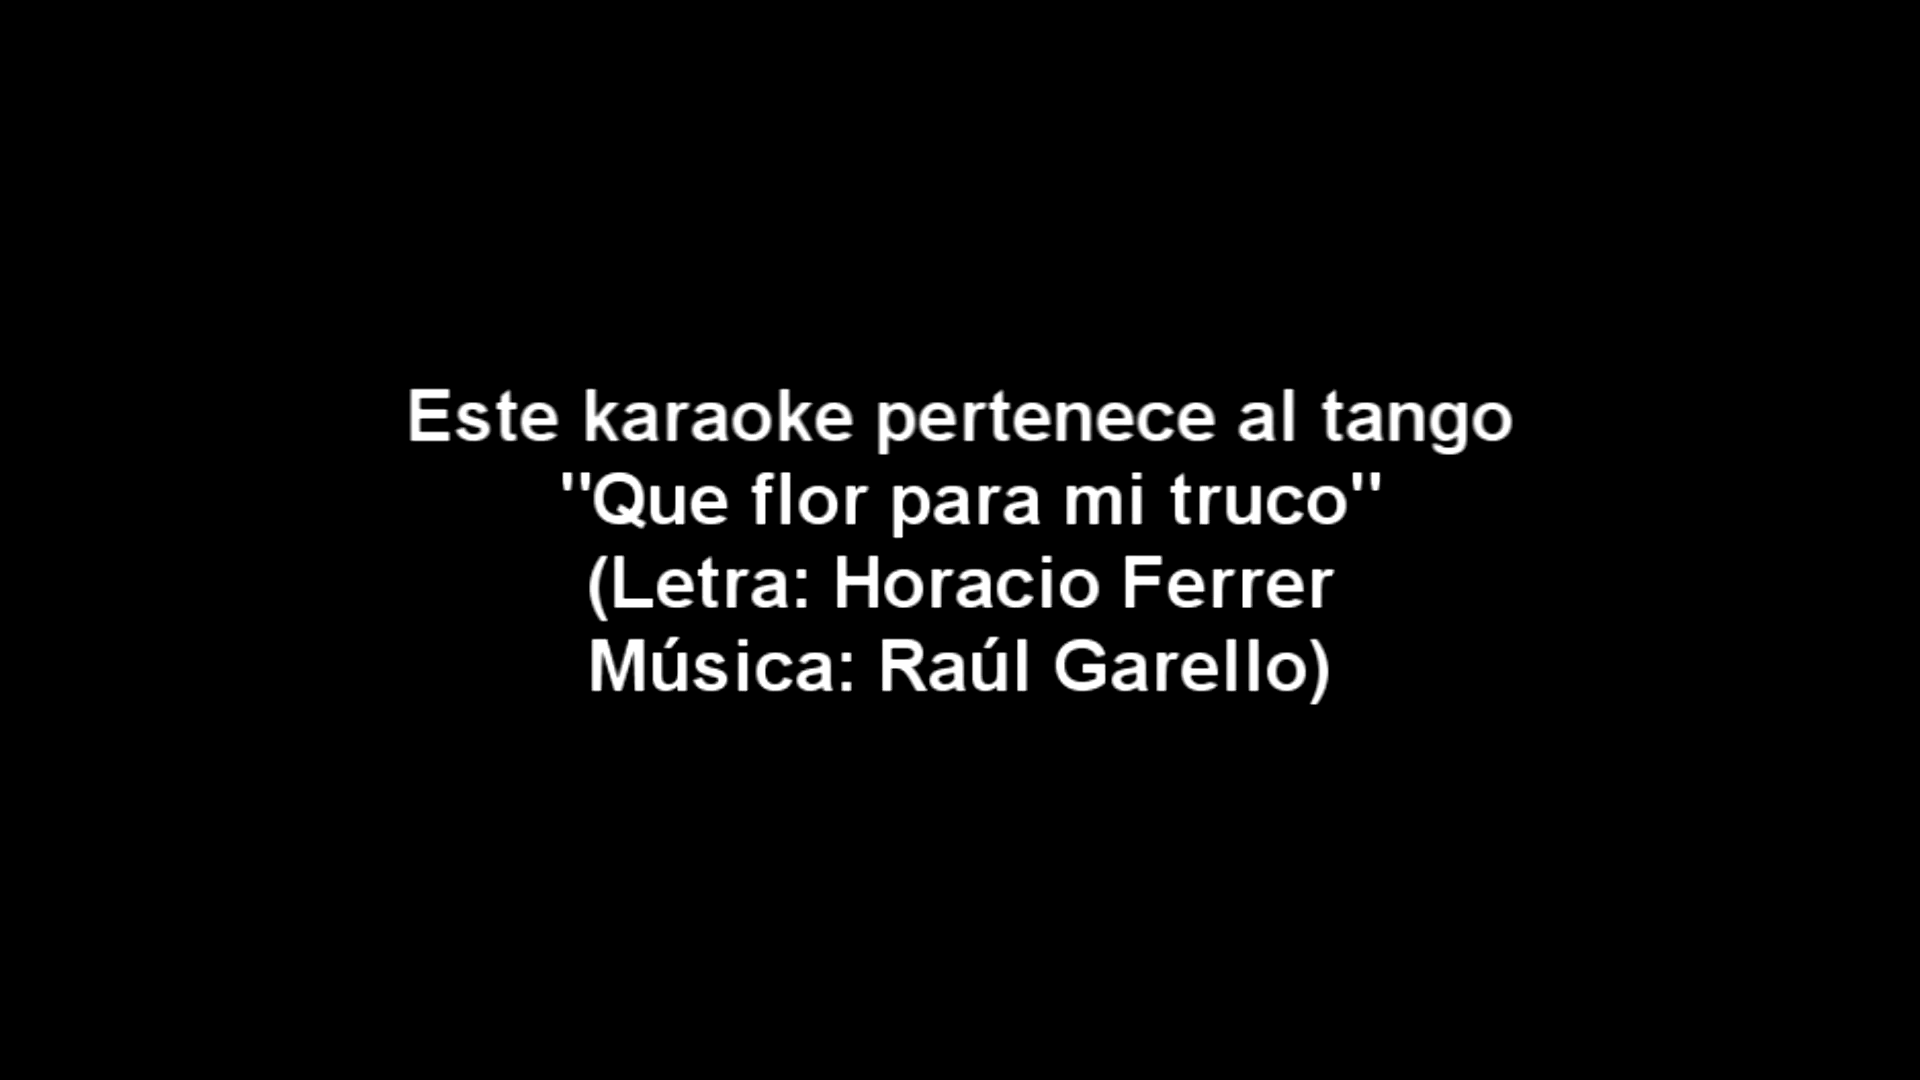 Este karaoke pertenece al tango
"Que flor para mi truco"
(Letra: Horacio Ferrer
Música: Raúl Garello)